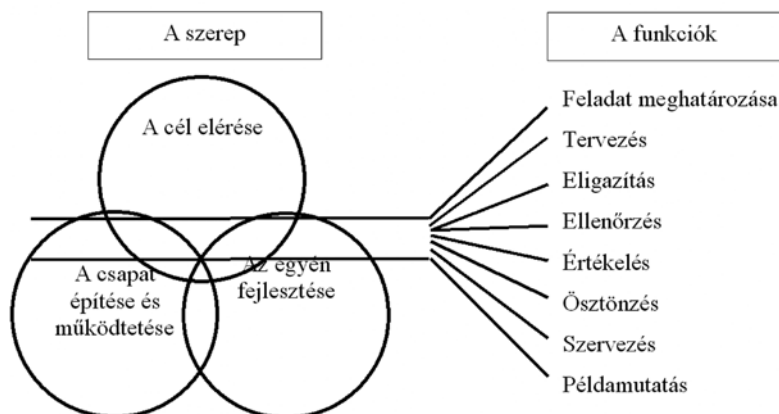 A szerep
A funkciók
A cél elérése
A csapat
építése és
működtetése
Az egyén
fejlesztése
Feladat meghatározása
Tervezés
Eligazítás
Ellenőrzés
Értékelés
Ösztönzés
Szervezés
Példamutatás